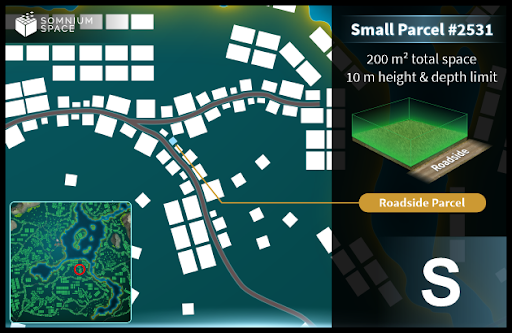 SOMNIUM
SPACE
Small Parcel #2531
200 m² total space
10 m height & depth limit
Roadside
Roadside Parcel
S